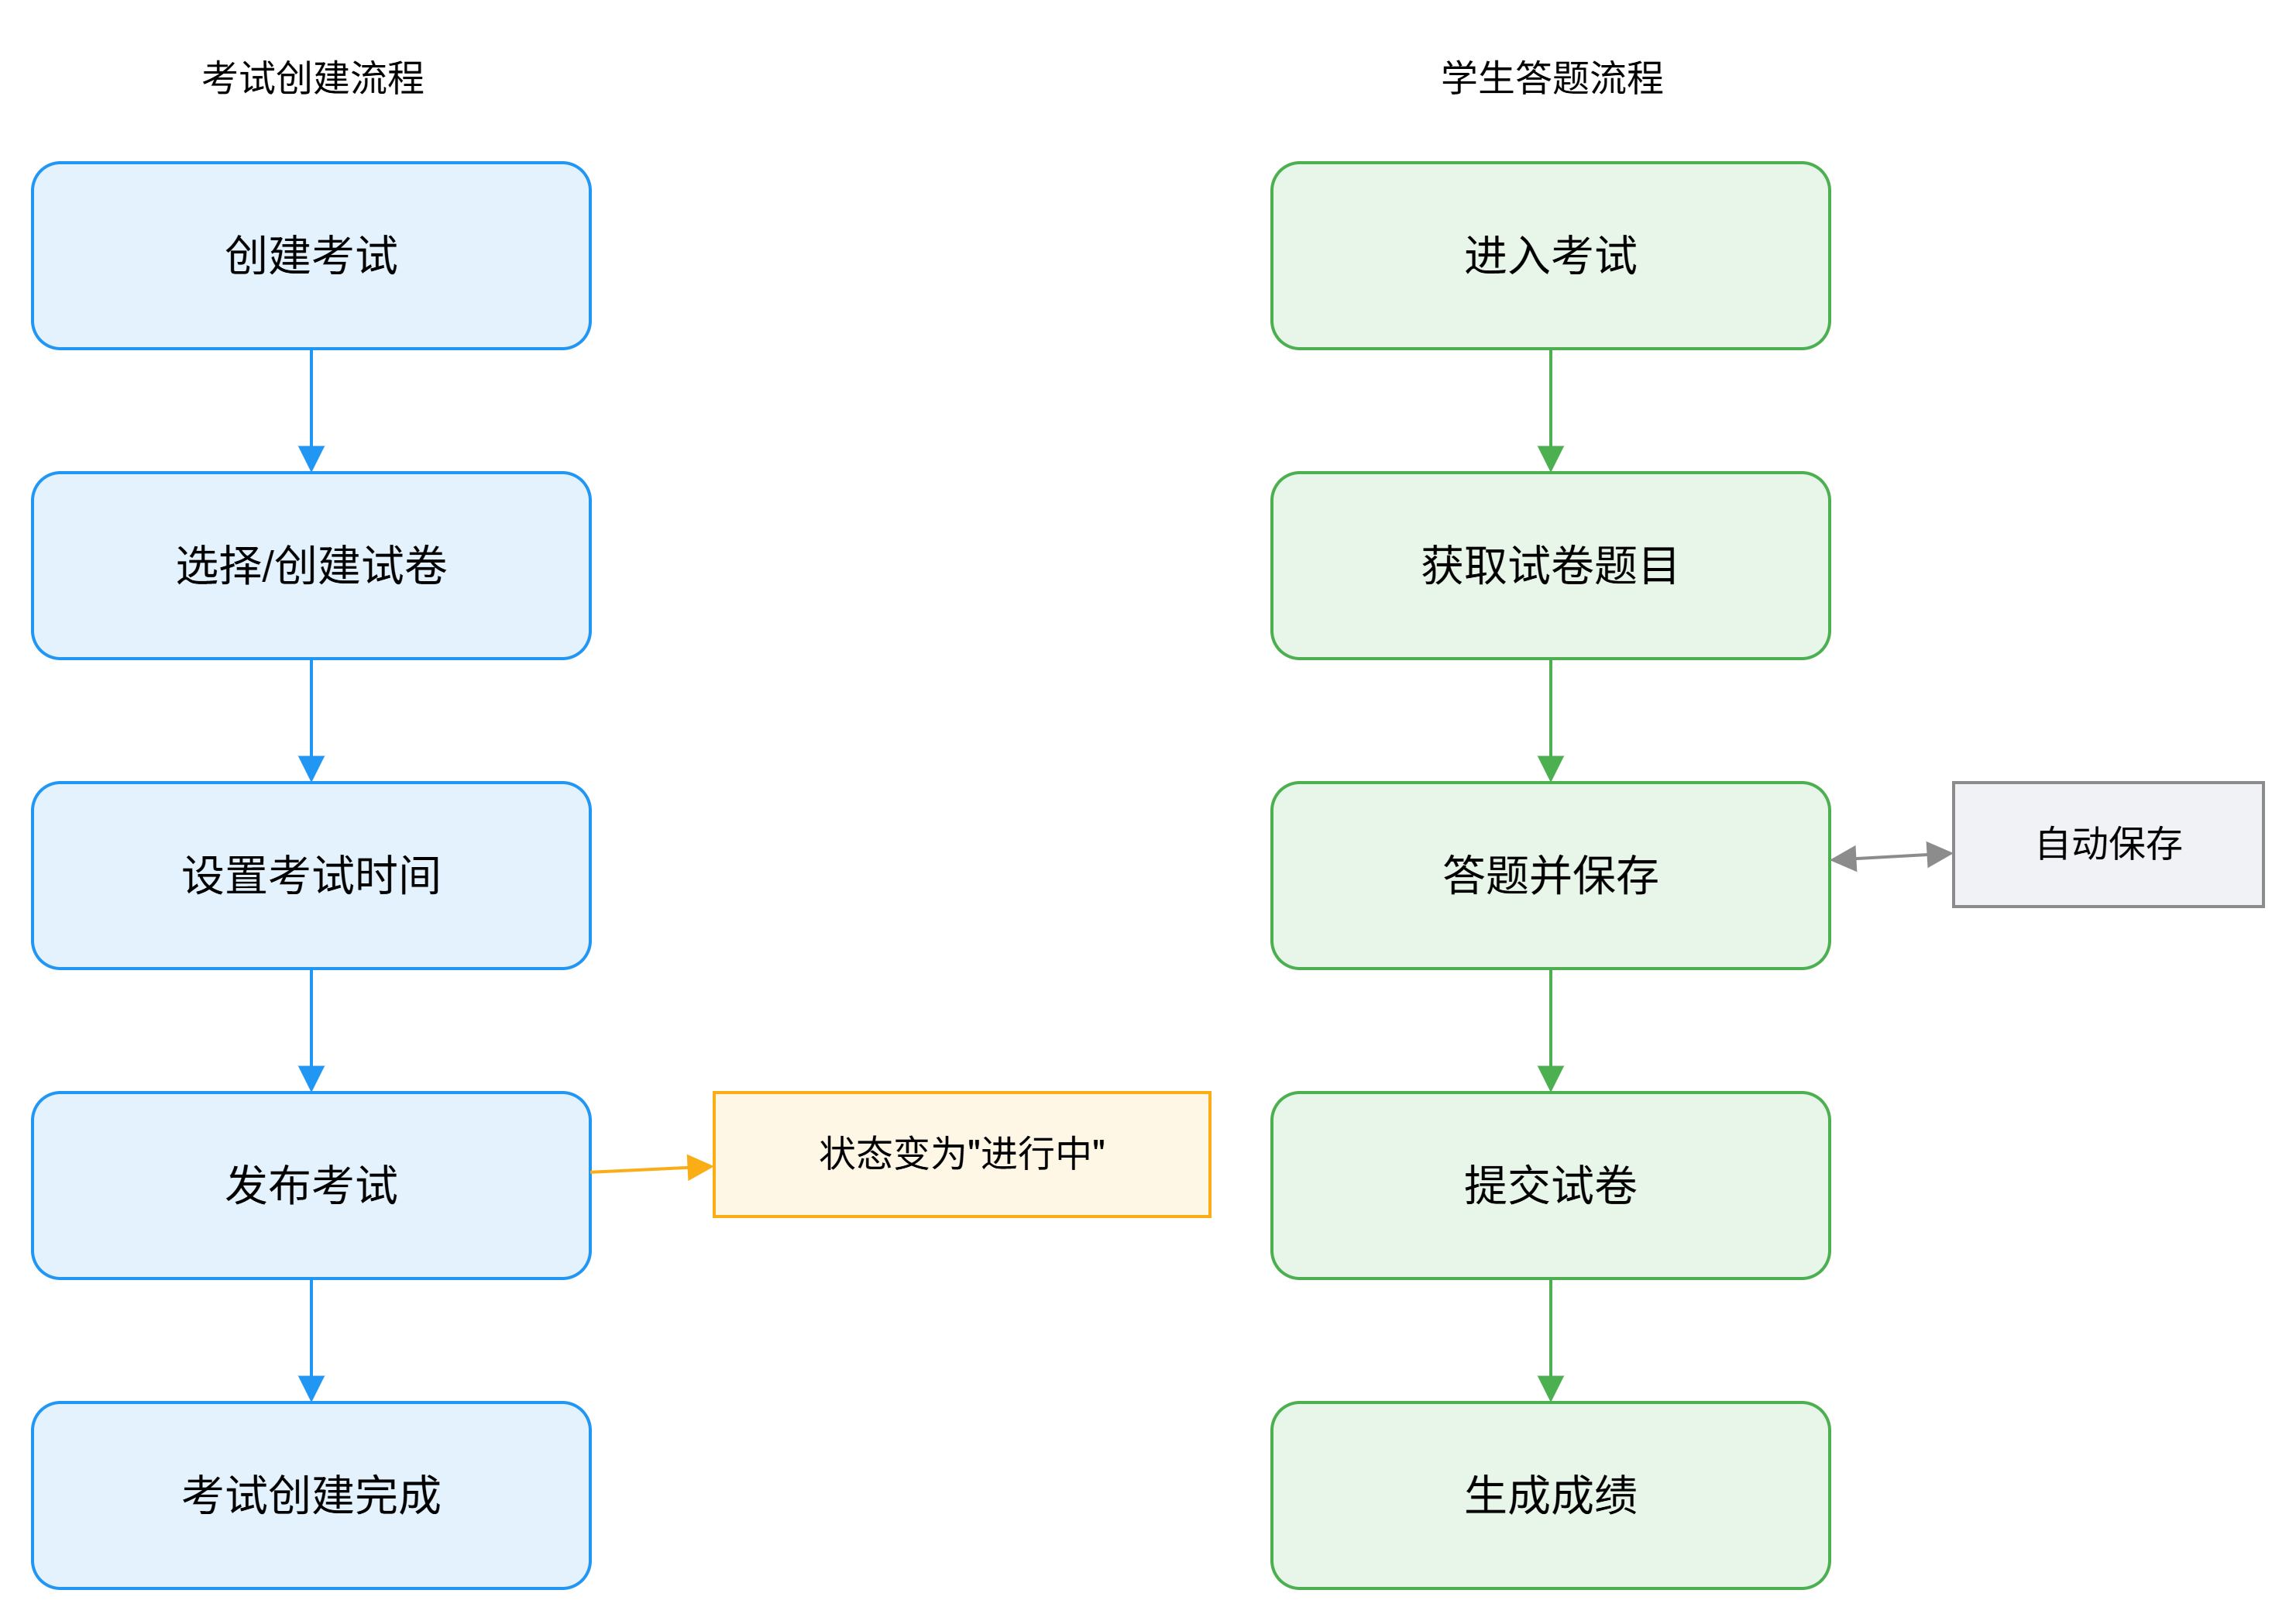 考试创建流程
创建考试
选择/创建试卷
设置考试时间
发布考试
状态变为"进行中"
考试创建完成
学生答题流程
进入考试
获取试卷题目
答题并保存
自动保存
提交试卷
生成成绩